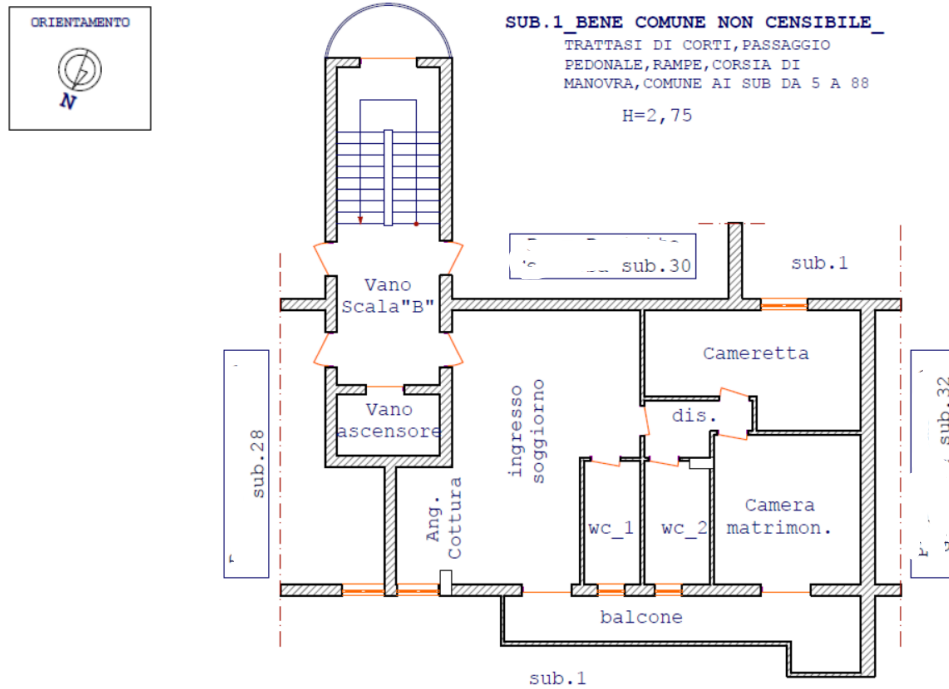 ORIENTAMENTO
N
SUB.1_BENE COMUNE NON CENSIBILE_
TRATTASI DI CORTI,PASSAGGIO
PEDONALE,RAMPE,CORSIA DI
MANOVRA,COMUNE AI SUB DA 5 A 88
H=2,75
sub.30
sub.1
Vano
Scala"B"
Cameretta
Vano
ascensore
dis.
ingresso
soggiorno
sub.28
sub.32
Ang.
Cottura
wc_1
wc_2
Camera
matrimon.
balcone
sub.1